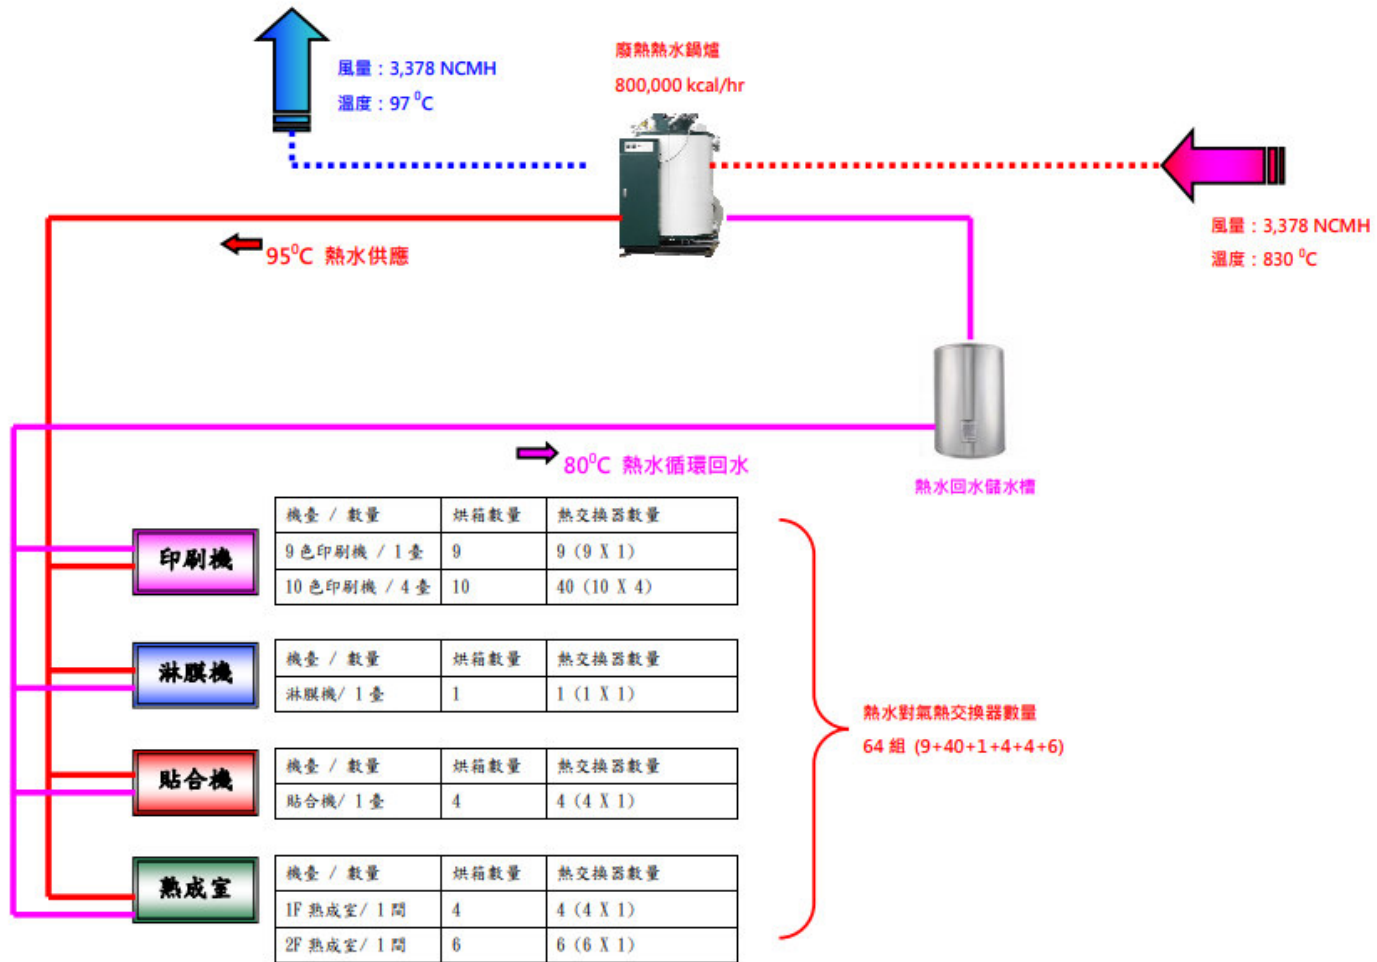 風量：3,378 NCMH
溫度：97 ⁰C
廢熱熱水鍋爐
800,000 kcal/hr
風量：3,378 NCMH
溫度：830 ⁰C
95⁰C 熱水供應
80⁰C 熱水循環回水
熱水回水儲水槽
印刷機
機臺 / 數量 烘箱數量 熱交換器數量
9 色印刷機 / 1 臺 9 9 (9 X 1)
10 色印刷機 / 4 臺 10 40 (10 X 4)
淋膜機
機臺 / 數量 烘箱數量 熱交換器數量
淋膜機/ 1 臺 1 1 (1 X 1)
貼合機
機臺 / 數量 烘箱數量 熱交換器數量
貼合機/ 1 臺 4 4 (4 X 1)
熟成室
機臺 / 數量 烘箱數量 熱交換器數量
1F 熟成室/ 1 間 4 4 (4 X 1)
2F 熟成室/ 1 間 6 6 (6 X 1)
熱水對氣熱交換器數量
64 組 (9+40+1+4+4+6)